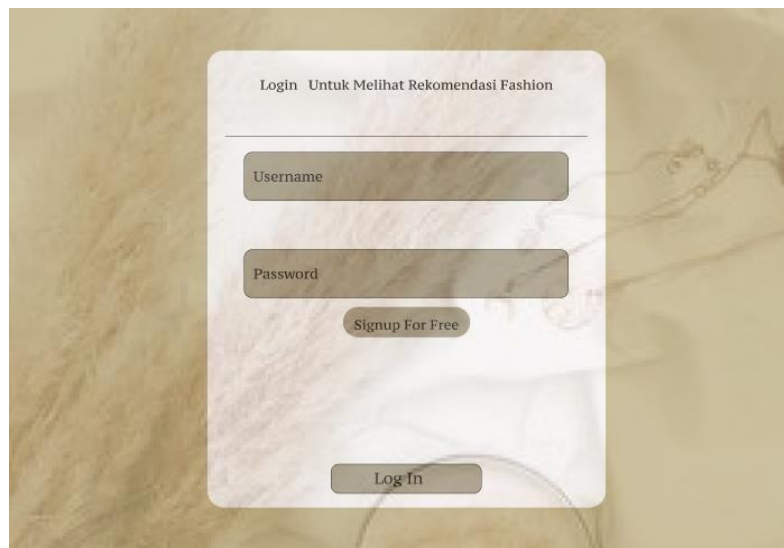 Login Untuk Melihat Rekomendasi Fashion
Username
Password
Signup For Free
Log In